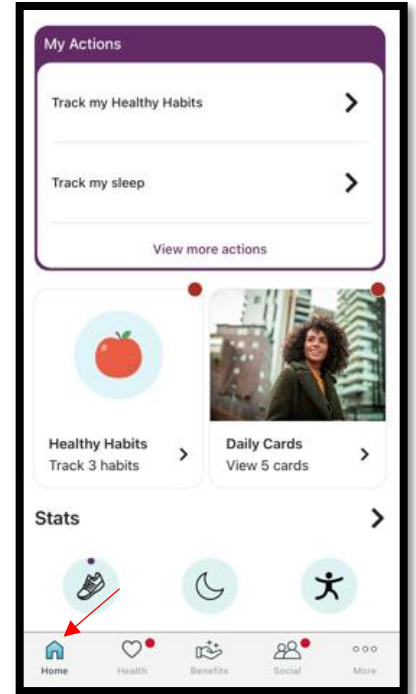 My Actions
Track my Healthy Habits
Track my sleep
View more actions
Healthy Habits
Track 3 habits
Daily Cards
View 5 cards
Stats
Home
Health
Benefits
Social
More